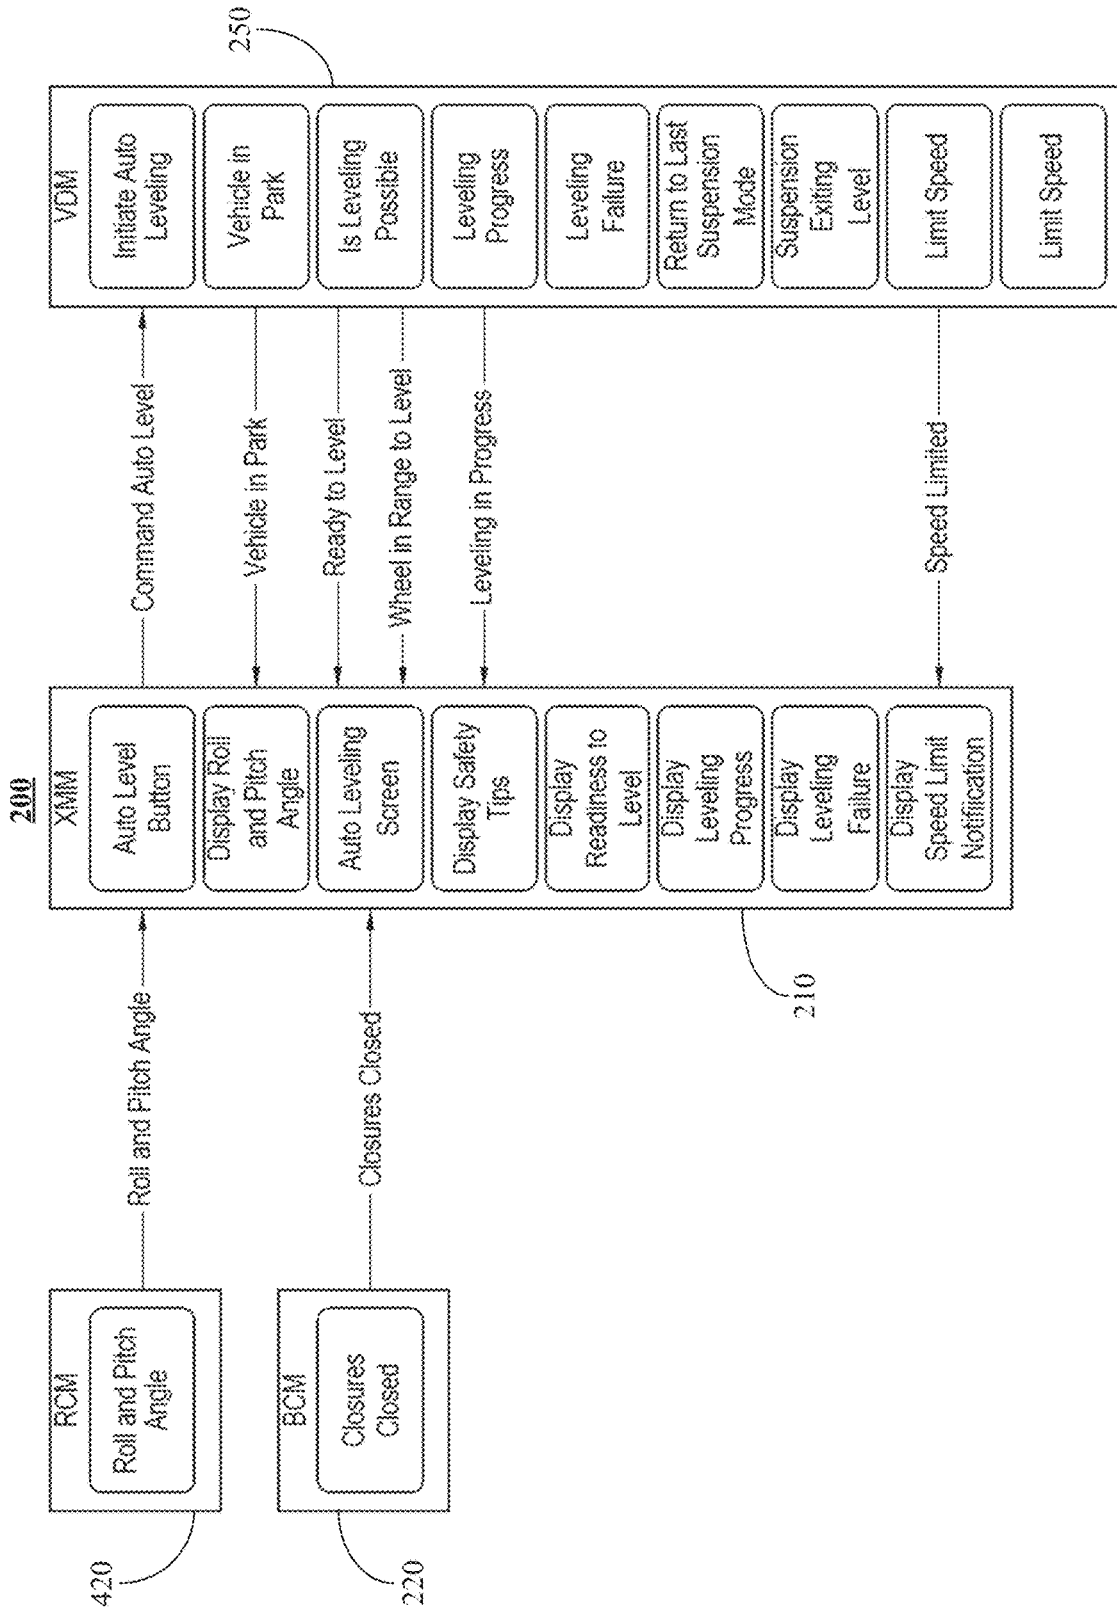 200
RCM
Roll and Pitch
Angle
420
BCM
Closures
Closed
220
Roll and Pitch Angle
Closures Closed
XMM
Auto Level
Button
Display Roll
and Pitch
Angle
Auto Leveling
Screen
Display Safety
Tips
Display
Readiness to
Level
Display
Leveling
Progress
Display
Leveling
Failure
Display
Speed Limit
Notification
210
Command Auto Level
Vehicle in Park
Ready to Level
Wheel in Range to Level
Leveling in Progress
Speed Limited
VDM
Initiate Auto
Leveling
Vehicle in
Park
Is Leveling
Possible
Leveling
Progress
Leveling
Failure
Return to Last
Suspension
Mode
Suspension
Exiting
Level
Limit Speed
Limit Speed
250